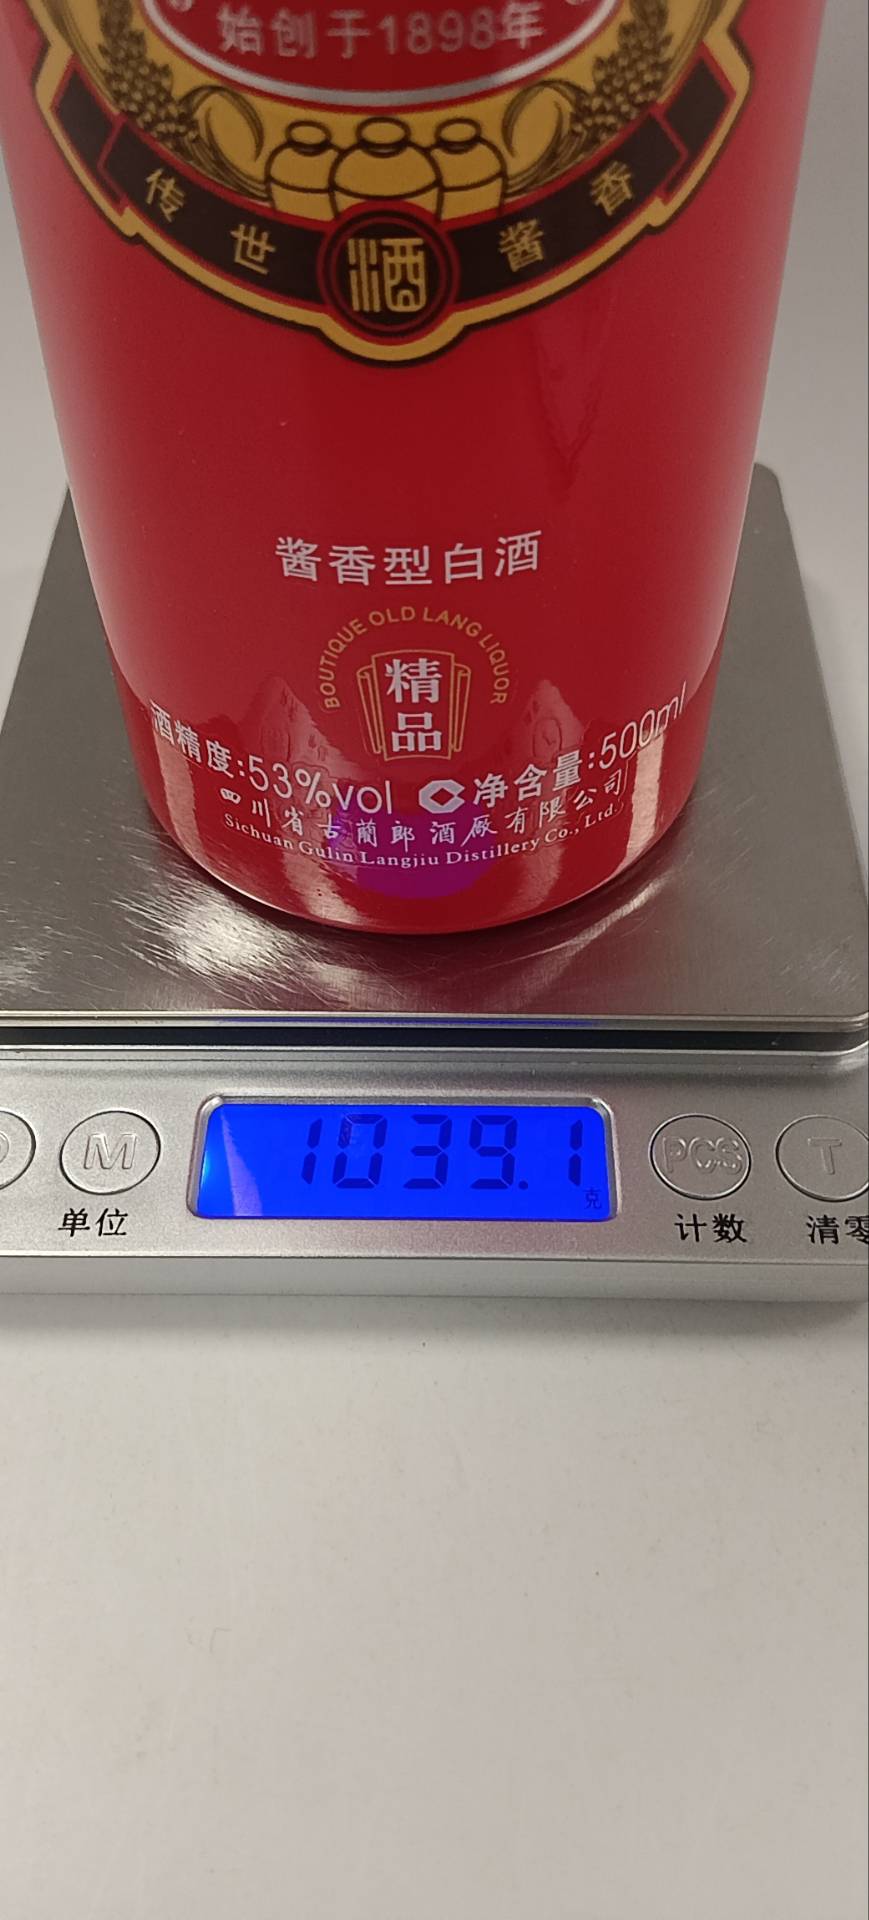 始创于1898年
传世酒酱香
酱香型白酒
BOUTIQUE OLD LANG LIQUOR
精品
酒精度:53%vol 净含量:500ml
四川省古蔺郎酒厂有限公司
Sichuan Gulin Langjiu Distillery Co., Ltd.
1039.1
克
M
PCS
T
单位
计数
清零